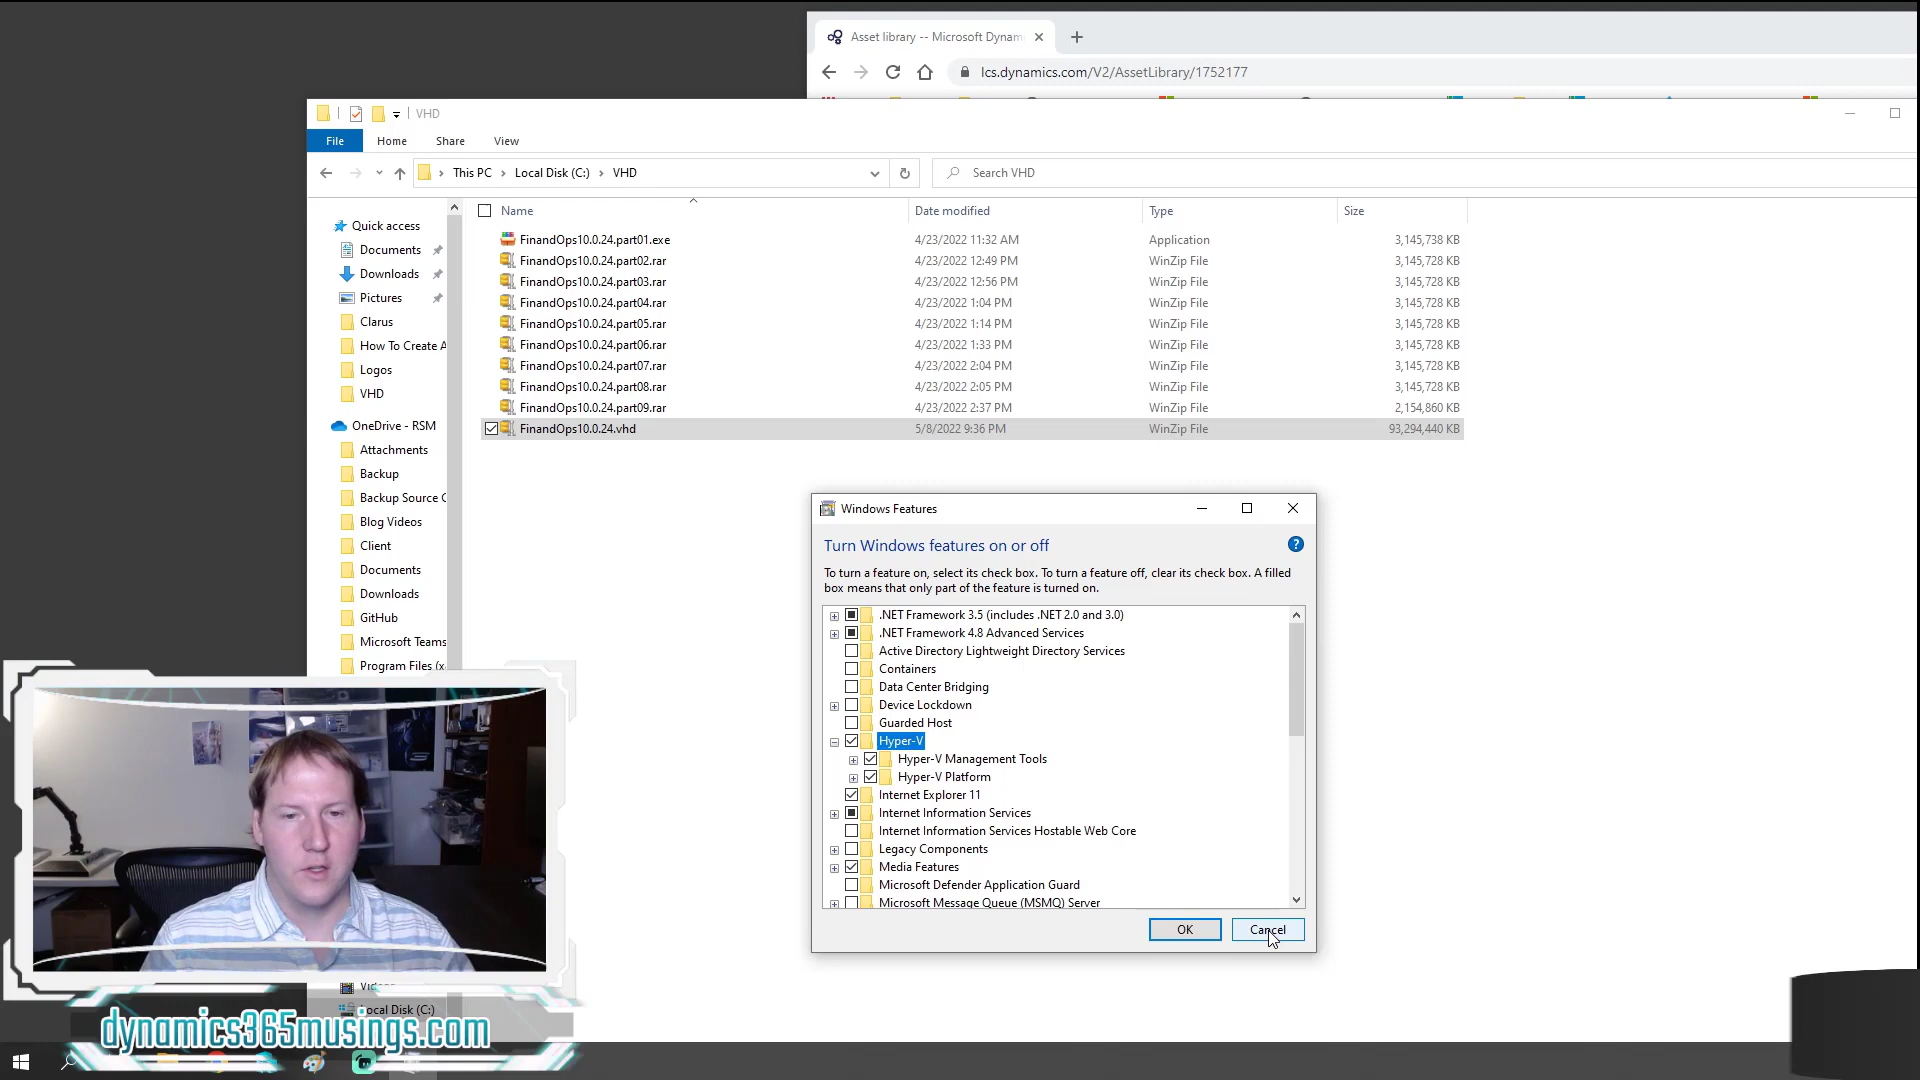 Asset library -- Microsoft Dynam
lcs.dynamics.com/V2/AssetLibrary/1752177
VHD
File Home Share View
This PC Local Disk (C:) VHD
Search VHD
Name Date modified Type Size
FinandOps10.0.24.part01.exe 4/23/2022 11:32 AM Application 3,145,738 KB
FinandOps10.0.24.part02.rar 4/23/2022 12:49 PM WinZip File 3,145,728 KB
FinandOps10.0.24.part03.rar 4/23/2022 12:56 PM WinZip File 3,145,728 KB
FinandOps10.0.24.part04.rar 4/23/2022 1:04 PM WinZip File 3,145,728 KB
FinandOps10.0.24.part05.rar 4/23/2022 1:14 PM WinZip File 3,145,728 KB
FinandOps10.0.24.part06.rar 4/23/2022 1:33 PM WinZip File 3,145,728 KB
FinandOps10.0.24.part07.rar 4/23/2022 2:04 PM WinZip File 3,145,728 KB
FinandOps10.0.24.part08.rar 4/23/2022 2:05 PM WinZip File 3,145,728 KB
FinandOps10.0.24.part09.rar 4/23/2022 2:37 PM WinZip File 2,154,860 KB
FinandOps10.0.24.vhd 5/8/2022 9:36 PM WinZip File 93,294,440 KB
Quick access
Documents
Downloads
Pictures
Clarus
How To Create A
Logos
VHD
OneDrive - RSM
Attachments
Backup
Backup Source C
Blog Videos
Client
Documents
Downloads
GitHub
Microsoft Teams
Program Files (x
Local Disk (C:)
Windows Features
Turn Windows features on or off
To turn a feature on, select its check box. To turn a feature off, clear its check box. A filled
box means that only part of the feature is turned on.
.NET Framework 3.5 (includes .NET 2.0 and 3.0)
.NET Framework 4.8 Advanced Services
Active Directory Lightweight Directory Services
Containers
Data Center Bridging
Device Lockdown
Guarded Host
Hyper-V
Hyper-V Management Tools
Hyper-V Platform
Internet Explorer 11
Internet Information Services
Internet Information Services Hostable Web Core
Legacy Components
Media Features
Microsoft Defender Application Guard
Microsoft Message Queue (MSMQ) Server
OK Cancel
dynamics365musings.com